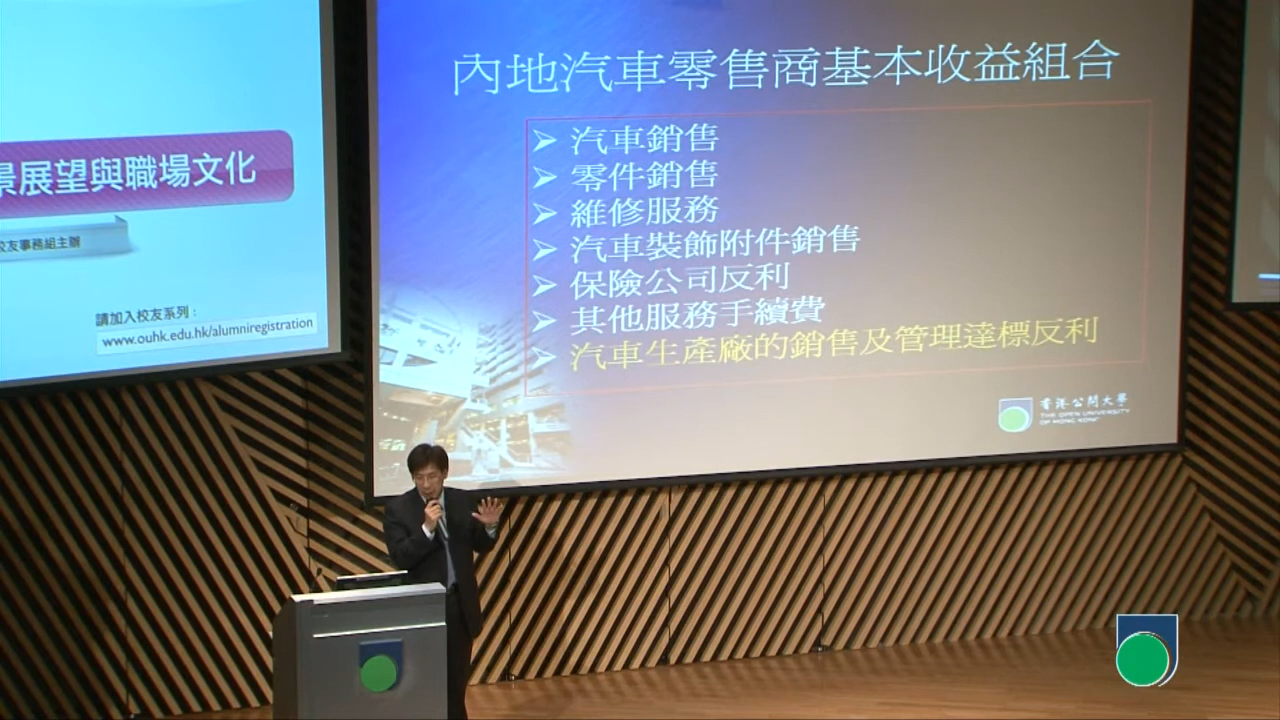 景展望與職場文化
校友事務組主辦
請加入校友系列 :
www.ouhk.edu.hk/alumniregistration
內地汽車零售商基本收益組合
汽車銷售
零件銷售
維修服務
汽車裝飾附件銷售
保險公司反利
其他服務手續費
汽車生產廠的銷售及管理達標反利
香港公開大學
THE OPEN UNIVERSITY
OF HONG KONG